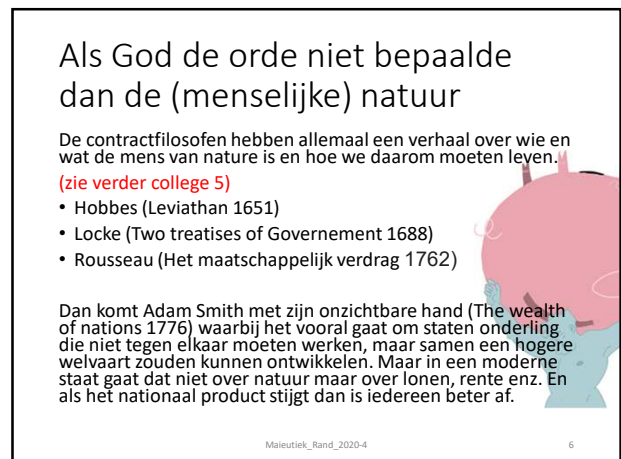 Als God de orde niet bepaalde
dan de (menselijke) natuur
De contractfilosofen hebben allemaal een verhaal over wie en
wat de mens van nature is en hoe we daarom moeten leven.
(zie verder college 5)
• Hobbes (Leviathan 1651)
• Locke (Two treatises of Governement 1688)
• Rousseau (Het maatschappelijk verdrag 1762)
Dan komt Adam Smith met zijn onzichtbare hand (The wealth
of nations 1776) waarbij het vooral gaat om staten onderling
die niet tegen elkaar moeten werken, maar samen een hogere
welvaart zouden kunnen ontwikkelen. Maar in een moderne
staat gaat dat niet over natuur maar over lonen, rente enz. En
als het nationaal product stijgt dan is iedereen beter af.
Maieutiek_Rand_2020-4
6